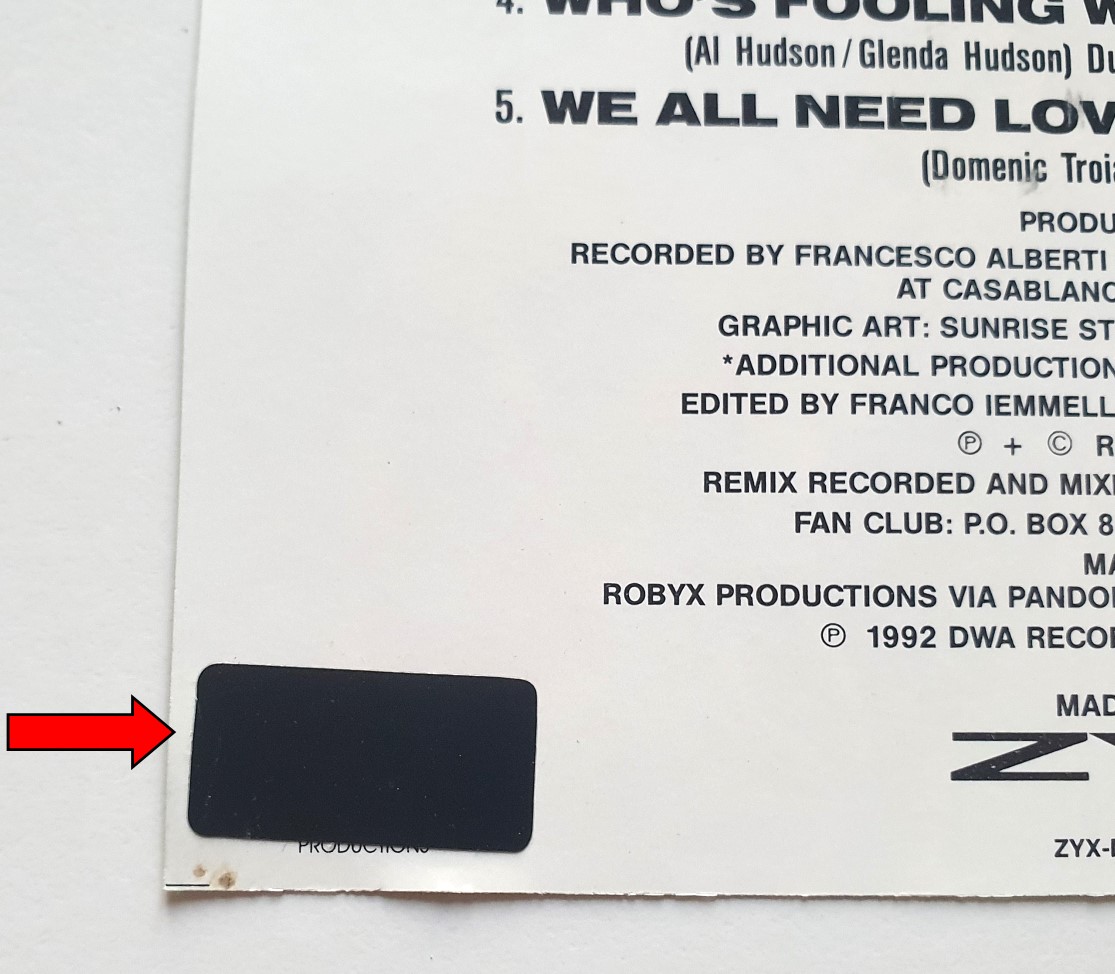 4. WHO'S FOOLING W
(Al Hudson / Glenda Hudson) Du
5. WE ALL NEED LOV
(Domenic Troia
PRODU
RECORDED BY FRANCESCO ALBERTI
AT CASABLANC
GRAPHIC ART: SUNRISE ST
*ADDITIONAL PRODUCTION
EDITED BY FRANCO IEMMELL
℗ + © R
REMIX RECORDED AND MIX
FAN CLUB: P.O. BOX 8
MA
ROBYX PRODUCTIONS VIA PANDO
℗ 1992 DWA RECO
MAD
ZY
PRODUCTIONS
ZYX-